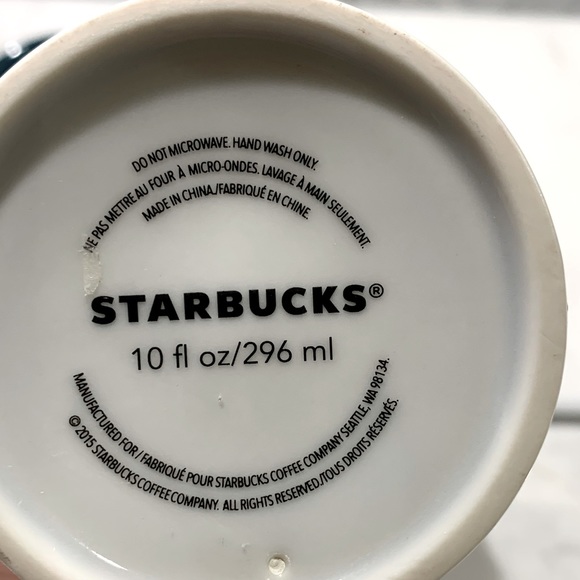 DO NOT MICROWAVE. HAND WASH ONLY.
NE PAS METTRE AU FOUR À MICRO-ONDES. LAVAGE À MAIN SEULEMENT.
MADE IN CHINA./FABRIQUÉ EN CHINE.
STARBUCKS®
10 fl oz/296 ml
MANUFACTURED FOR/FABRIQUÉ POUR STARBUCKS COFFEE COMPANY SEATTLE, WA 98134.
© 2015 STARBUCKS COFFEE COMPANY. ALL RIGHTS RESERVED./TOUS DROITS RÉSERVÉS.